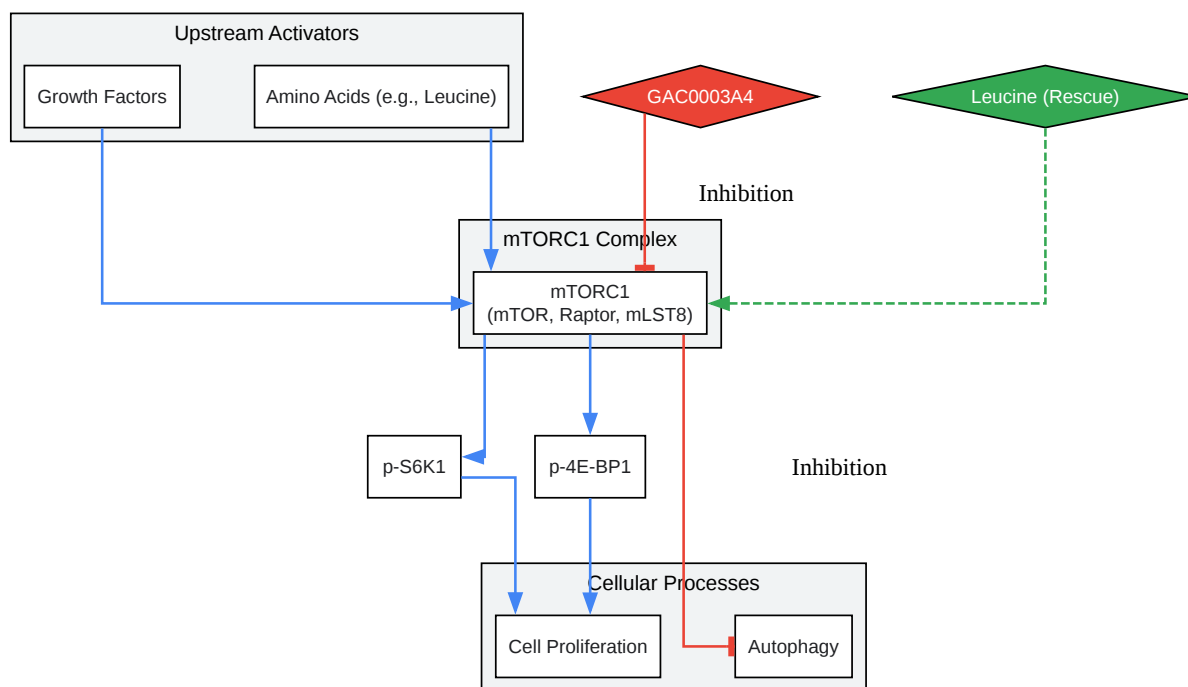 Upstream Activators
Growth Factors
Amino Acids (e.g., Leucine)
GAC0003A4
Leucine (Rescue)
Inhibition
mTORC1 Complex
mTORC1
(mTOR, Raptor, mLST8)
p-S6K1
p-4E-BP1
Inhibition
Cellular Processes
Cell Proliferation
Autophagy